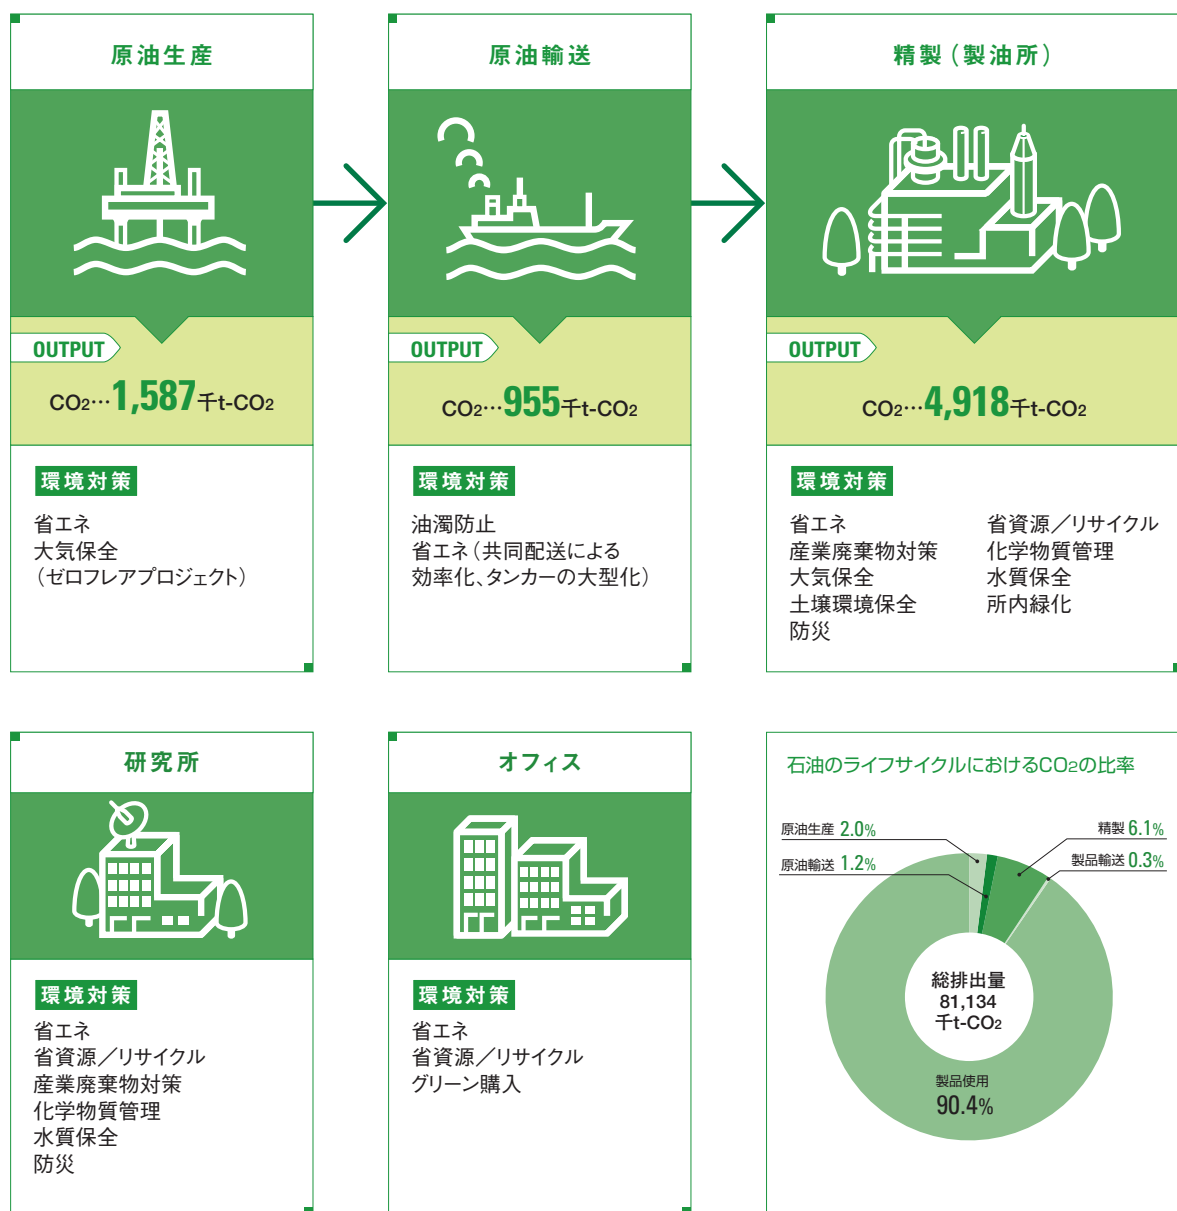 原油生産
OUTPUT
CO₂…1,587千t-CO₂
環境対策
省エネ
大気保全
（ゼロフレアプロジェクト）
原油輸送
OUTPUT
CO₂…955千t-CO₂
環境対策
油濁防止
省エネ（共同配送による
効率化、タンカーの大型化）
精製（製油所）
OUTPUT
CO₂…4,918千t-CO₂
環境対策
省エネ
産業廃棄物対策
大気保全
土壌環境保全
防災
省資源／リサイクル
化学物質管理
水質保全
所内緑化
研究所
環境対策
省エネ
省資源／リサイクル
産業廃棄物対策
化学物質管理
水質保全
防災
オフィス
環境対策
省エネ
省資源／リサイクル
グリーン購入
石油のライフサイクルにおけるCO₂の比率
原油生産 2.0%
原油輸送 1.2%
精製 6.1%
製品輸送 0.3%
総排出量
81,134
千t-CO₂
製品使用
90.4%